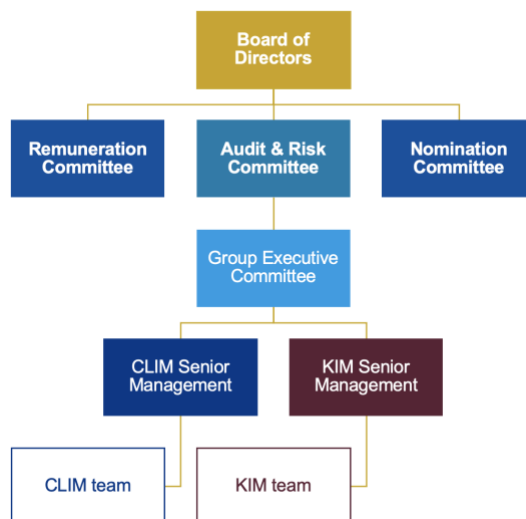 Board of
Directors
Remuneration
Committee
Audit & Risk
Committee
Nomination
Committee
Group Executive
Committee
CLIM Senior
Management
KIM Senior
Management
CLIM team
KIM team